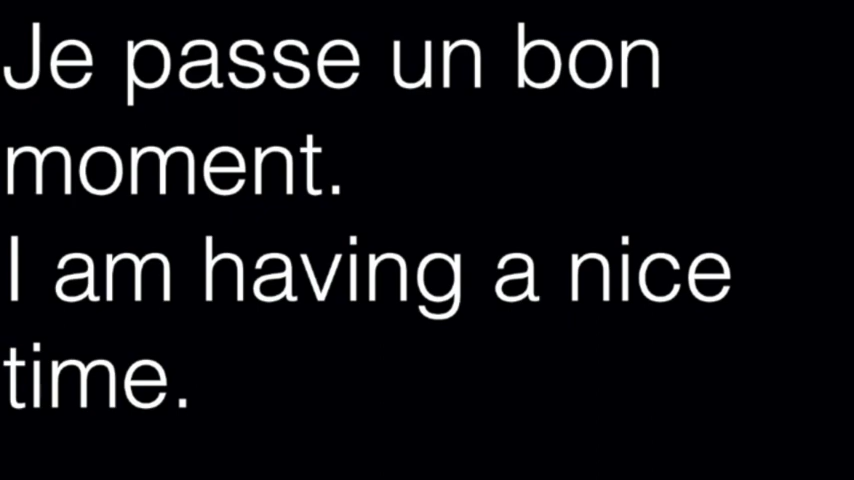 Je passe un bon
moment.
I am having a nice
time.